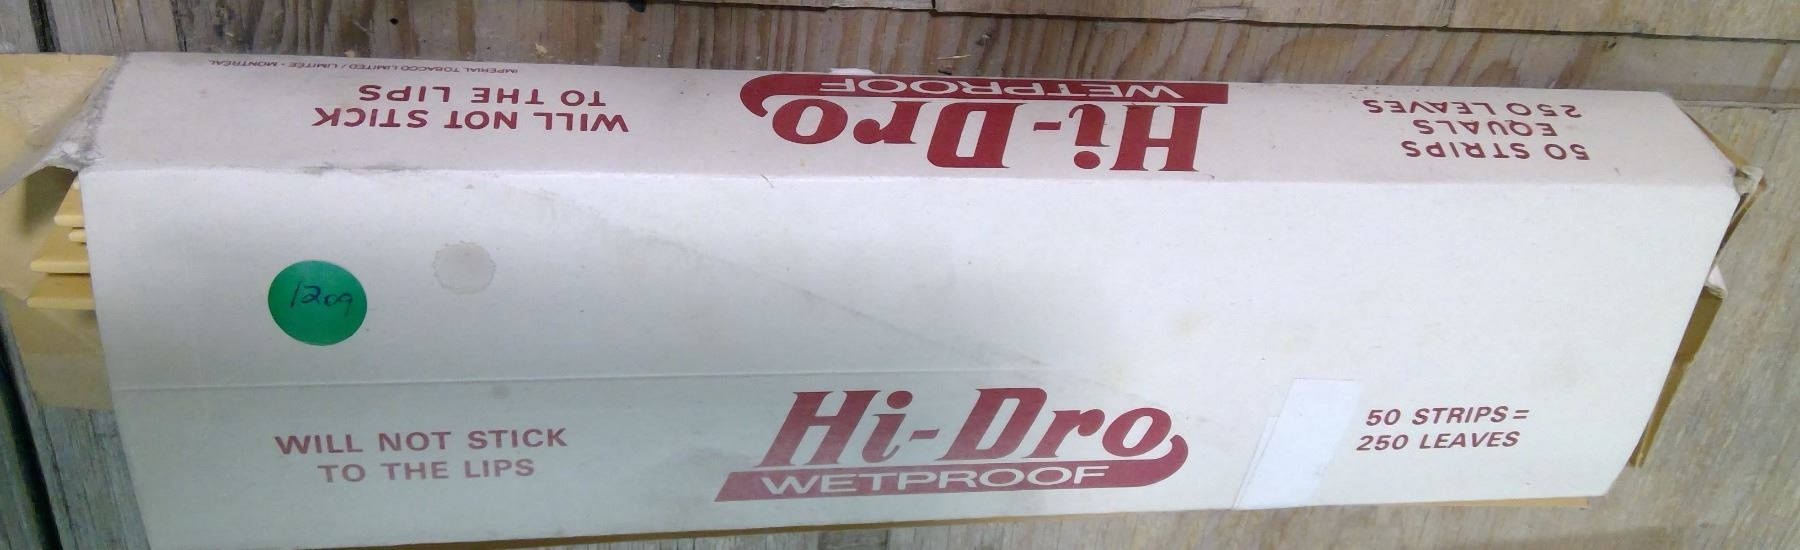 IMPERIAL TOBACCO LIMITED / LIMITÉE • MONTRÉAL
WILL NOT STICK
TO THE LIPS
Hi-Dro
WETPROOF
50 STRIPS
EQUALS
250 LEAVES
1209
WILL NOT STICK
TO THE LIPS
Hi-Dro
WETPROOF
50 STRIPS =
250 LEAVES